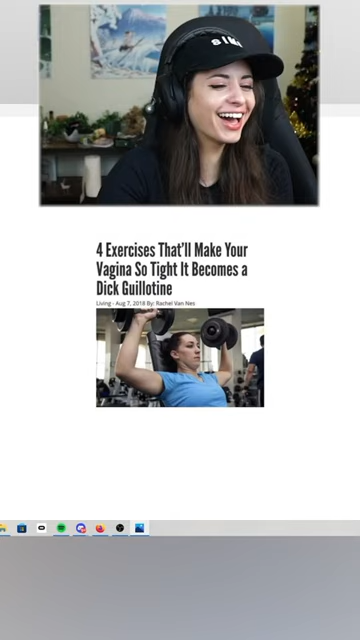 4 Exercises That'll Make Your
Vagina So Tight It Becomes a
Dick Guillotine
Living - Aug 7, 2018 By: Rachel Van Nes